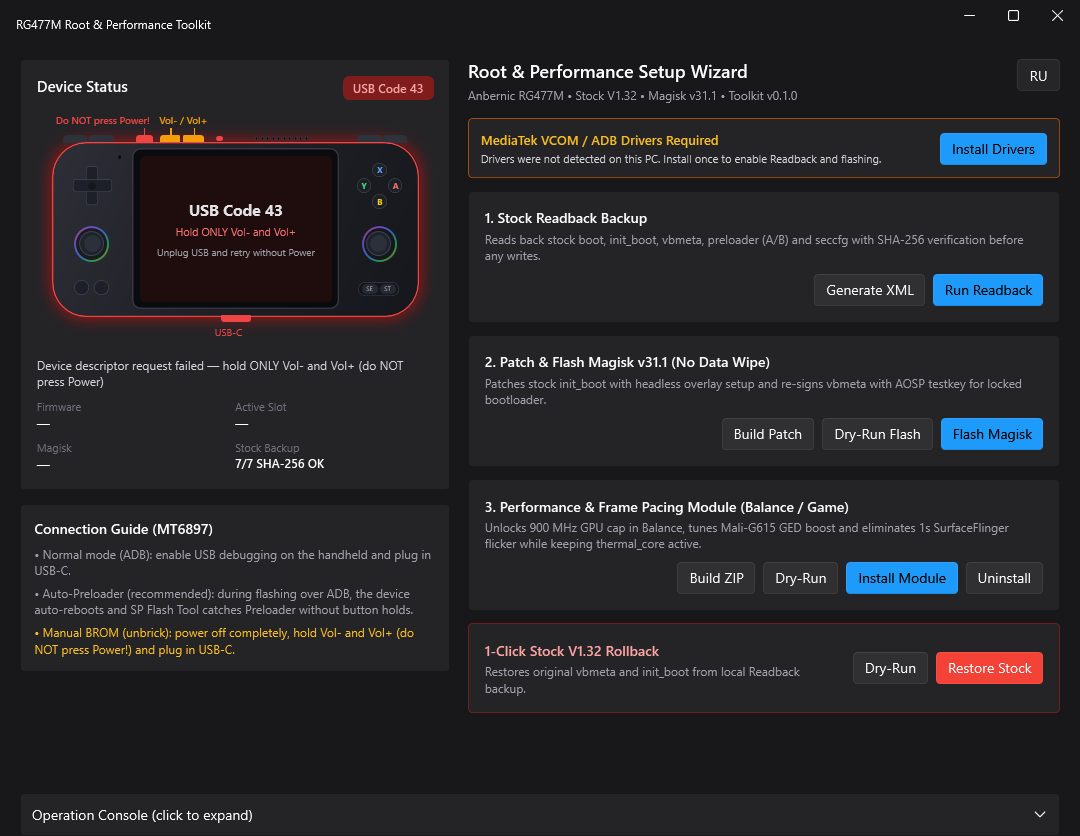 RG477M Root & Performance Toolkit
Device Status
USB Code 43
Do NOT press Power!
Vol- / Vol+
X
Y
A
B
USB Code 43
Hold ONLY Vol- and Vol+
Unplug USB and retry without Power
SE
ST
USB-C
Device descriptor request failed — hold ONLY Vol- and Vol+ (do NOT
press Power)
Firmware
—
Active Slot
—
Magisk
—
Stock Backup
7/7 SHA-256 OK
Connection Guide (MT6897)
• Normal mode (ADB): enable USB debugging on the handheld and plug in
USB-C.
• Auto-Preloader (recommended): during flashing over ADB, the device
auto-reboots and SP Flash Tool catches Preloader without button holds.
• Manual BROM (unbrick): power off completely, hold Vol- and Vol+ (do
NOT press Power!) and plug in USB-C.
Root & Performance Setup Wizard
Anbernic RG477M • Stock V1.32 • Magisk v31.1 • Toolkit v0.1.0
RU
MediaTek VCOM / ADB Drivers Required
Drivers were not detected on this PC. Install once to enable Readback and flashing.
Install Drivers
1. Stock Readback Backup
Reads back stock boot, init_boot, vbmeta, preloader (A/B) and seccfg with SHA-256 verification before
any writes.
Generate XML
Run Readback
2. Patch & Flash Magisk v31.1 (No Data Wipe)
Patches stock init_boot with headless overlay setup and re-signs vbmeta with AOSP testkey for locked
bootloader.
Build Patch
Dry-Run Flash
Flash Magisk
3. Performance & Frame Pacing Module (Balance / Game)
Unlocks 900 MHz GPU cap in Balance, tunes Mali-G615 GED boost and eliminates 1s SurfaceFlinger
flicker while keeping thermal_core active.
Build ZIP
Dry-Run
Install Module
Uninstall
1-Click Stock V1.32 Rollback
Restores original vbmeta and init_boot from local Readback
backup.
Dry-Run
Restore Stock
Operation Console (click to expand)